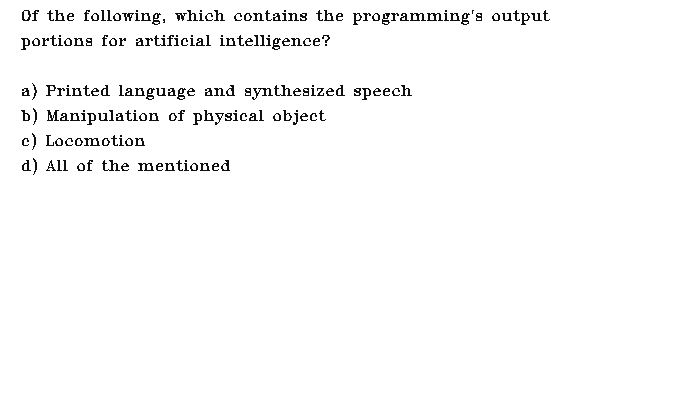 Of the following, which contains the programming's output
portions for artificial intelligence?
a) Printed language and synthesized speech
b) Manipulation of physical object
c) Locomotion
d) All of the mentioned